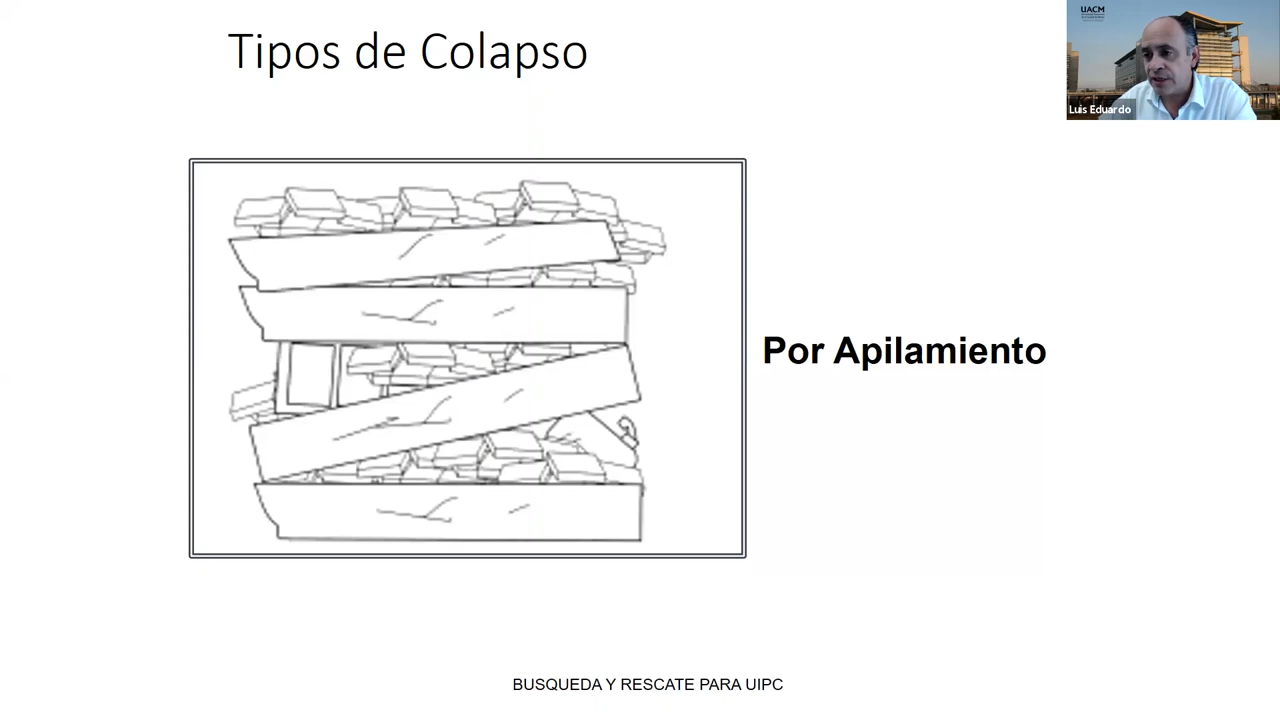 Tipos de Colapso
UACM
Luis Eduardo
Por Apilamiento
BUSQUEDA Y RESCATE PARA UIPC